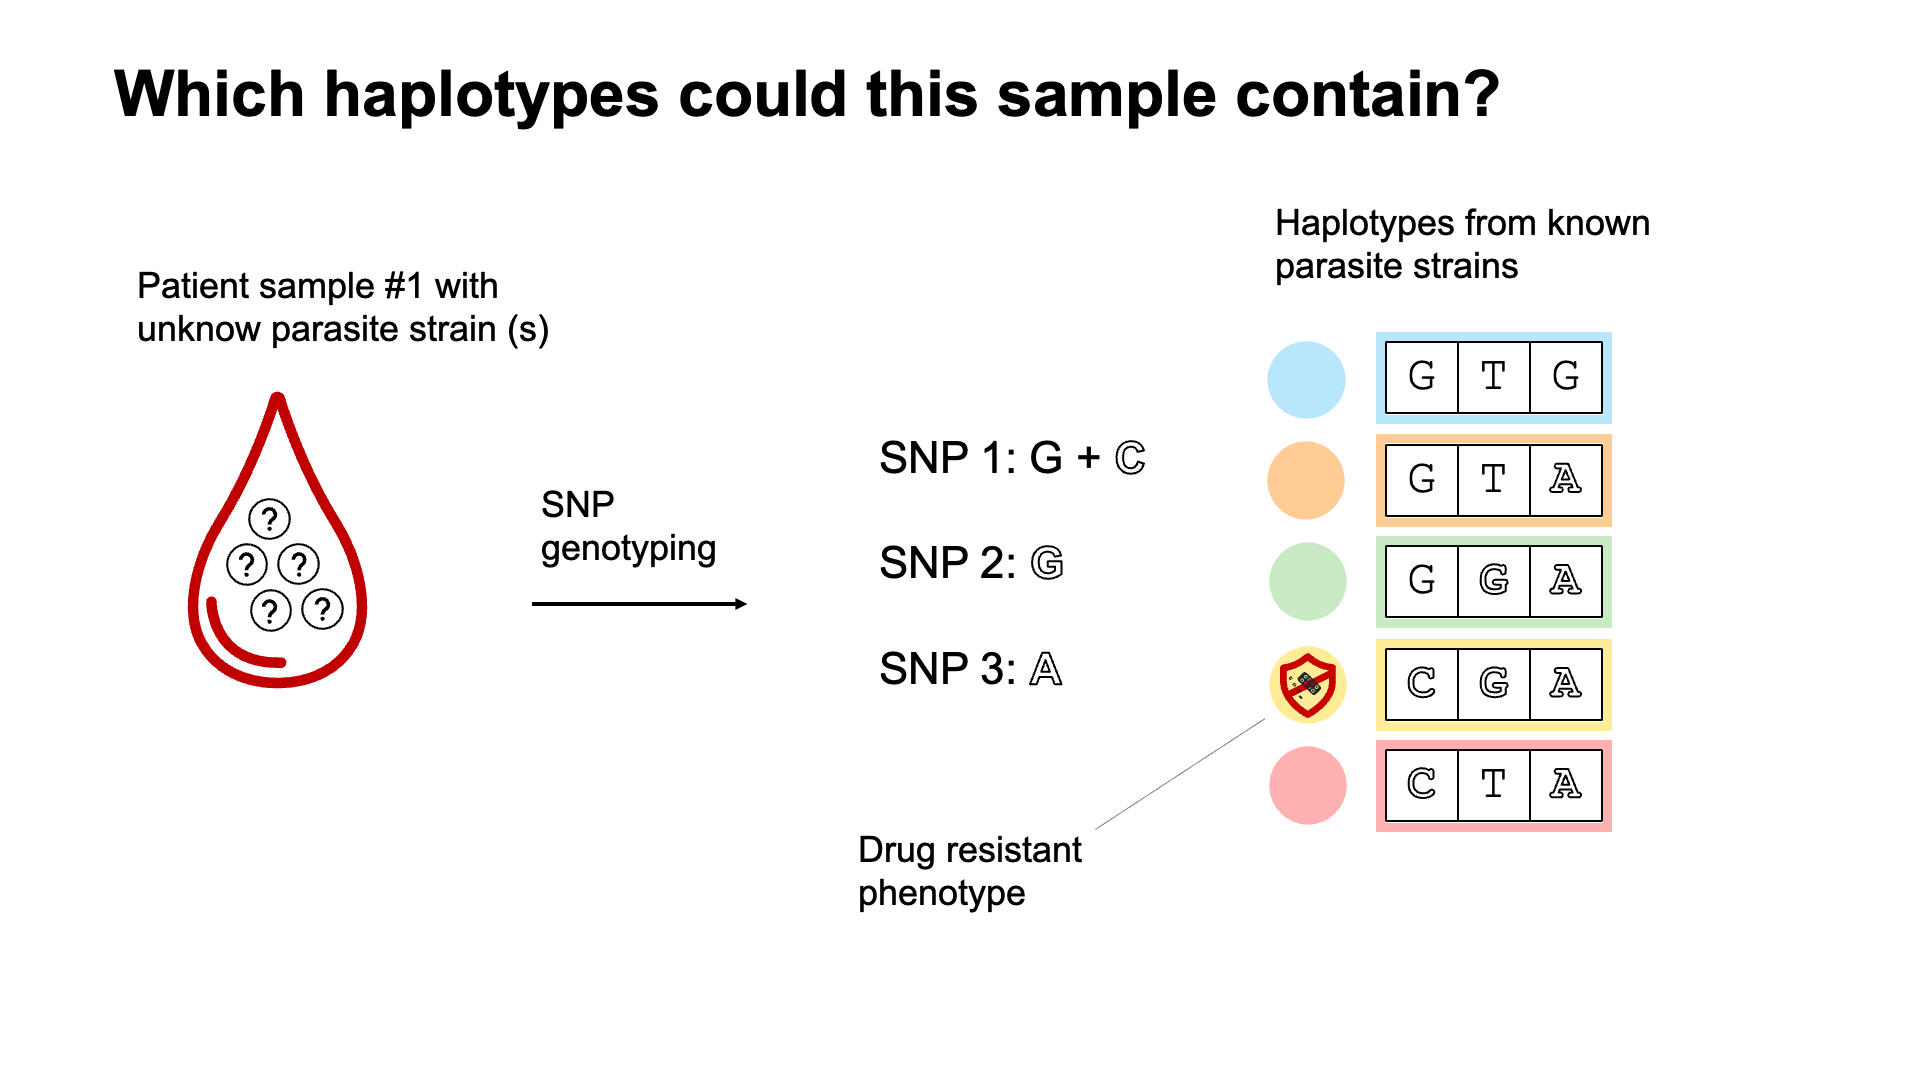 Which haplotypes could this sample contain?
Patient sample #1 with
unknow parasite strain (s)
?
? ?
? ?
SNP
genotyping
SNP 1: G + C
SNP 2: G
SNP 3: A
Haplotypes from known
parasite strains
G T G
G T A
G G A
C G A
C T A
Drug resistant
phenotype